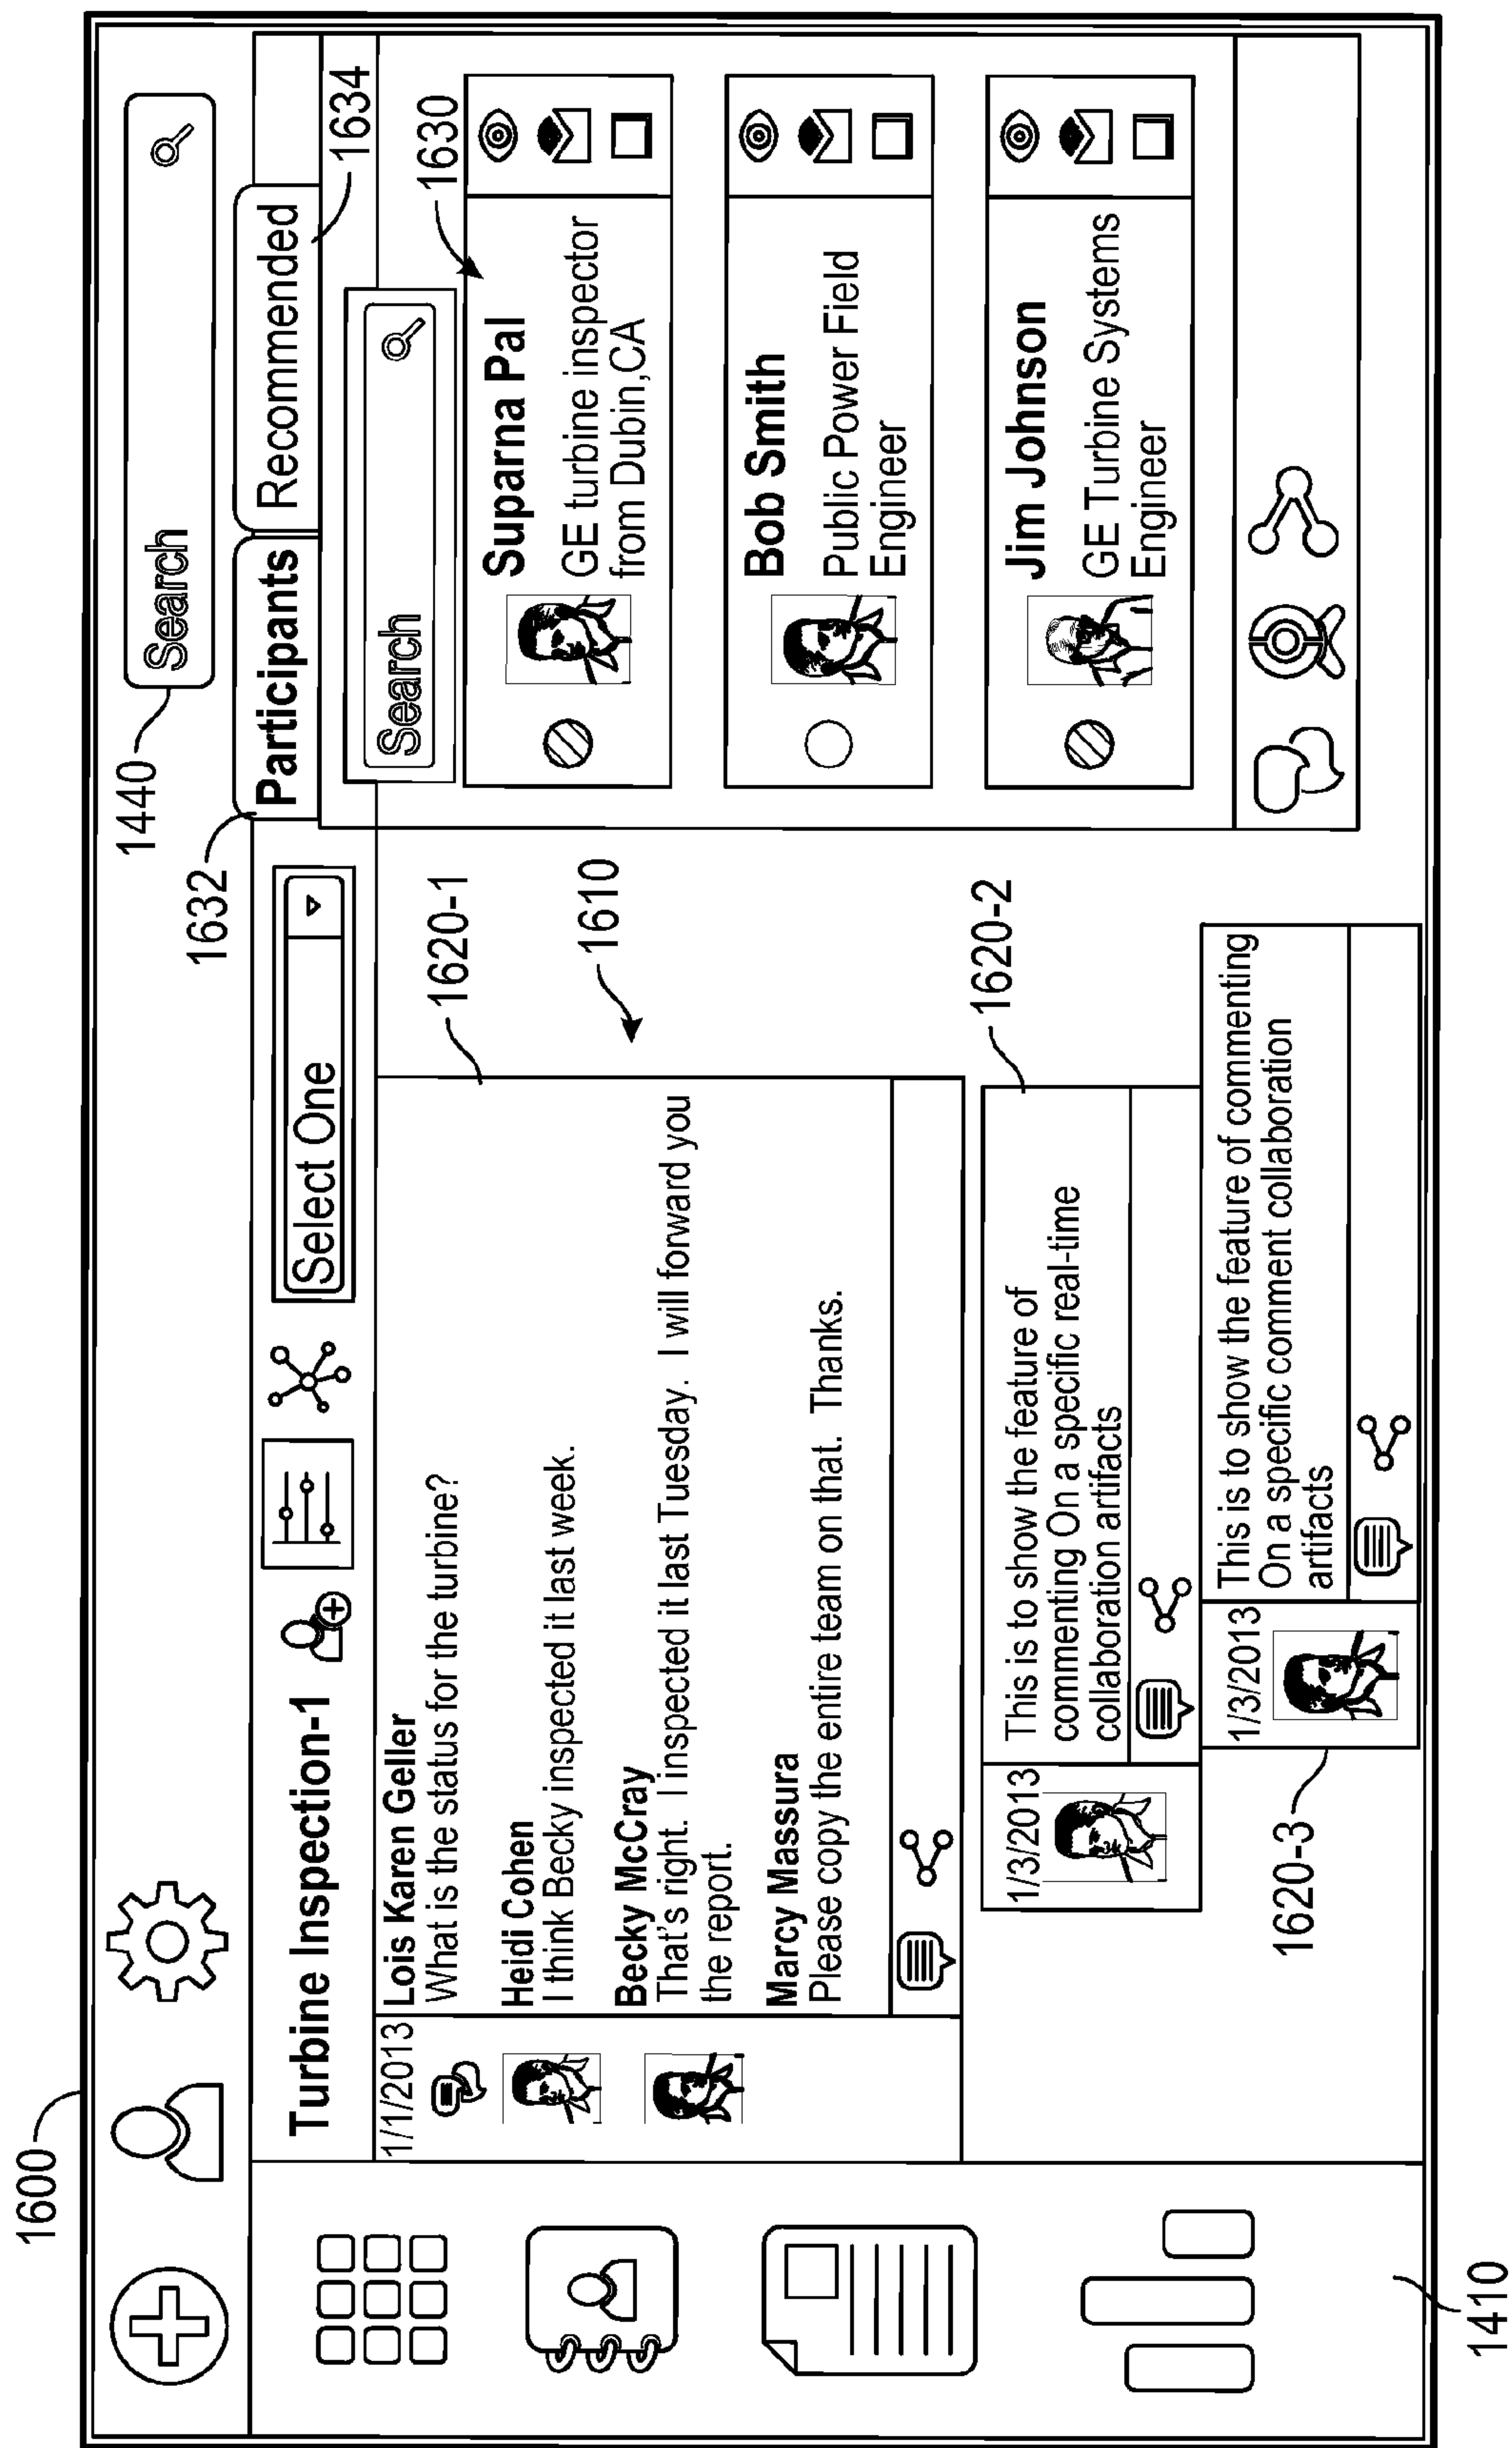 1600
1440
Search
1632
Participants
Recommended
1634
Turbine Inspection-1
Select One
Search
1630
1/1/2013
Lois Karen Geller
What is the status for the turbine?
Heidi Cohen
I think Becky inspected it last week.
Becky McCray
That's right. I inspected it last Tuesday. I will forward you
the report.
Marcy Massura
Please copy the entire team on that. Thanks.
1620-1
1610
Suparna Pal
GE turbine inspector
from Dubin,CA
Bob Smith
Public Power Field
Engineer
Jim Johnson
GE Turbine Systems
Engineer
1620-2
1/3/2013
This is to show the feature of
commenting On a specific real-time
collaboration artifacts
1620-3
1/3/2013
This is to show the feature of commenting
On a specific comment collaboration
artifacts
1410